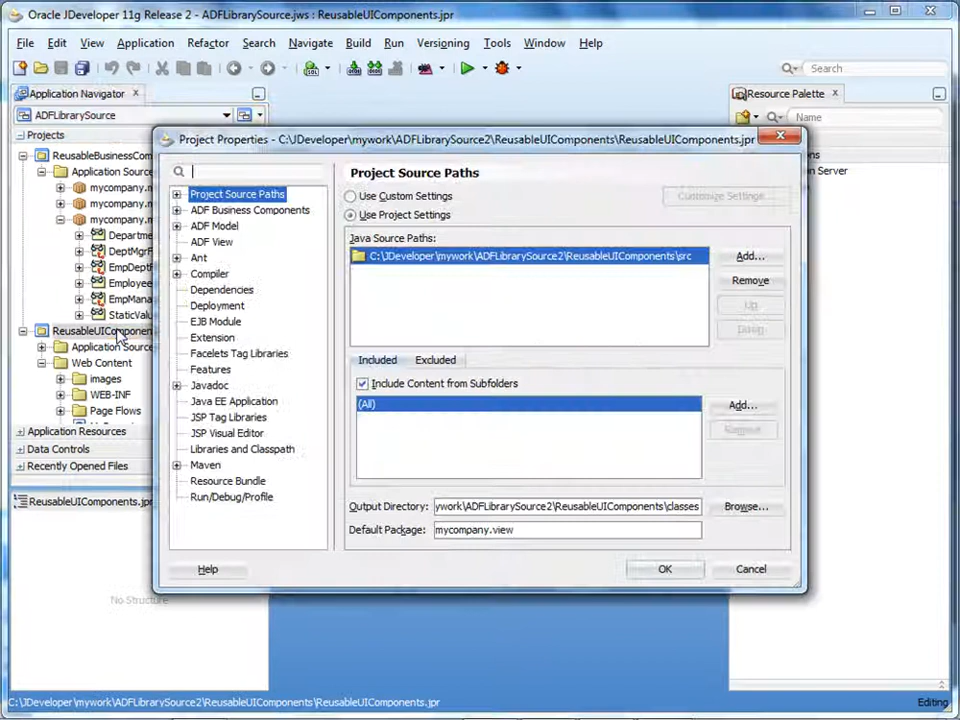 Oracle JDeveloper 11g Release 2 - ADFLibrarySource.jws : ReusableUIComponents.jpr
File Edit View Application Refactor Search Navigate Build Run Versioning Tools Window Help
Search
Application Navigator
Resource Palette
ADFLibrarySource
Name
Projects
Project Properties - C:\JDeveloper\mywork\ADFLibrarySource2\ReusableUIComponents\ReusableUIComponents.jpr
ReusableBusinessCom
Application Source
mycompany.m
mycompany.m
mycompany.m
Departme
DeptMgrF
EmpDeptF
Employee
EmpMana
StaticValu
ReusableUIComponen
Application Source
Web Content
images
WEB-INF
Page Flows
Application Resources
Data Controls
Recently Opened Files
ReusableUIComponents.jpr
No Structure
Project Source Paths
ADF Business Components
ADF Model
ADF View
Ant
Compiler
Dependencies
Deployment
EJB Module
Extension
Facelets Tag Libraries
Features
Javadoc
Java EE Application
JSP Tag Libraries
JSP Visual Editor
Libraries and Classpath
Maven
Resource Bundle
Run/Debug/Profile
Project Source Paths
Use Custom Settings
Customize Settings...
Use Project Settings
Java Source Paths:
C:\JDeveloper\mywork\ADFLibrarySource2\ReusableUIComponents\src
Add...
Remove
Up
Down
Included Excluded
Include Content from Subfolders
(All)
Add...
Remove
Output Directory: ywork\ADFLibrarySource2\ReusableUIComponents\classes Browse...
Default Package: mycompany.view
Help OK Cancel
ns
n Server
C:\JDeveloper\mywork\ADFLibrarySource2\ReusableUIComponents\ReusableUIComponents.jpr
Editing